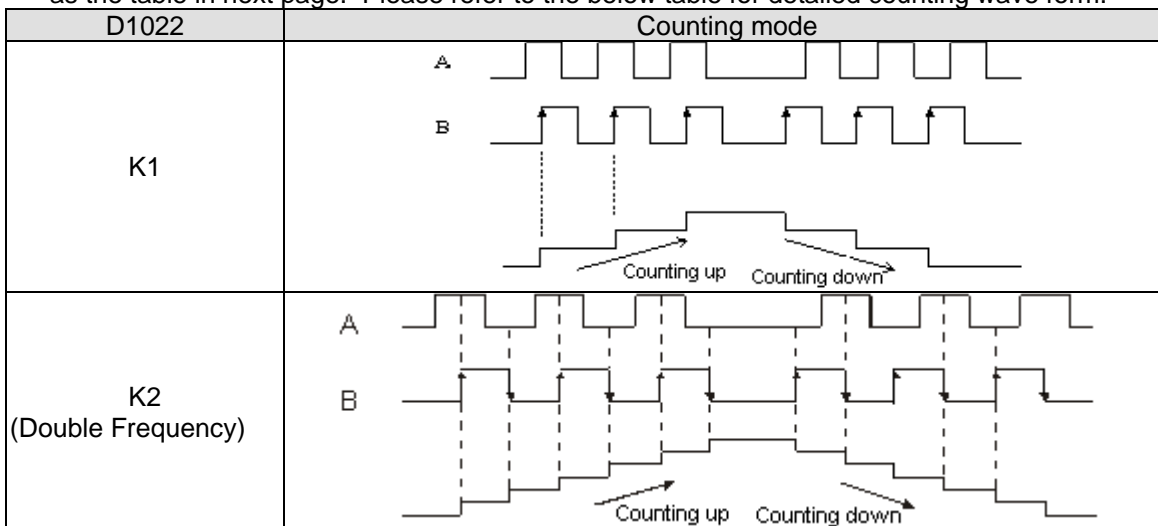 as the table in next page. Please refer to the below table for detailed counting wave form.
D1022 Counting mode
K1
A
B
Counting up Counting down
K2
(Double Frequency)
A
B
Counting up Counting down